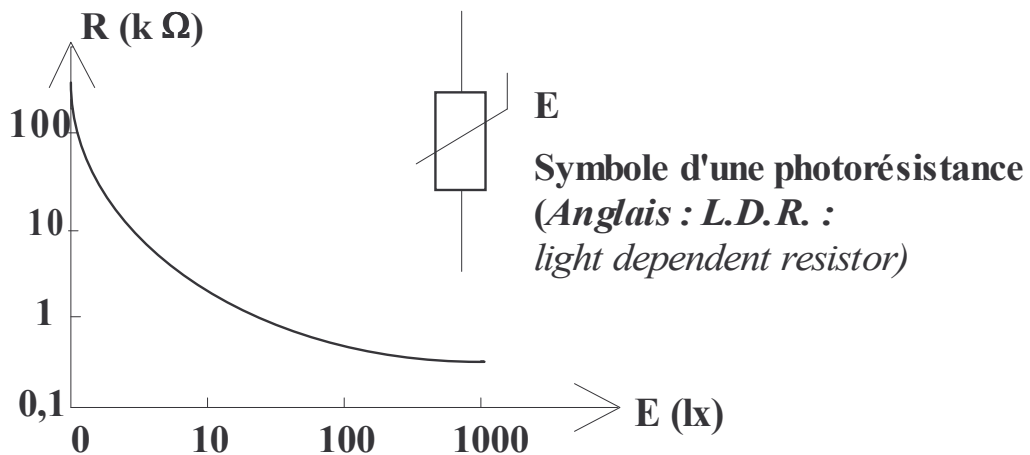 R (k Ω)
100
10
1
0,1
0 10 100 1000
E (lx)
E
Symbole d'une photorésistance
(Anglais : L.D.R. :
light dependent resistor)